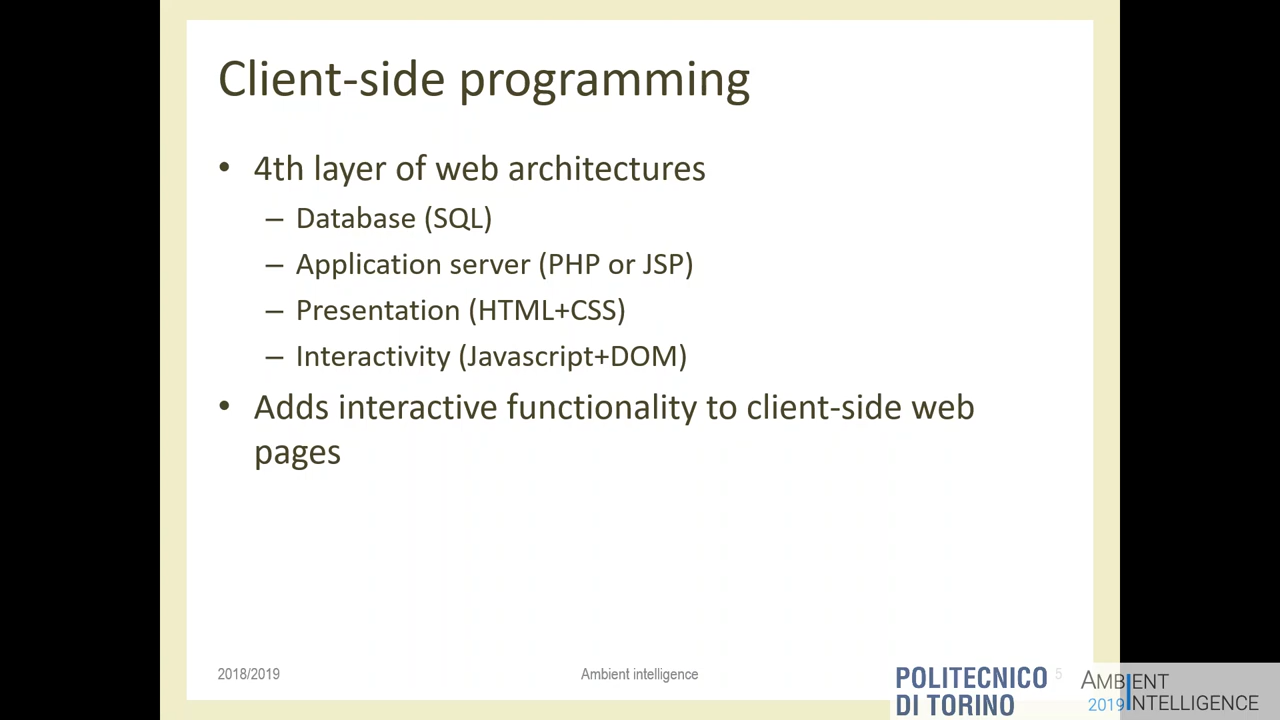 Client-side programming
• 4th layer of web architectures
– Database (SQL)
– Application server (PHP or JSP)
– Presentation (HTML+CSS)
– Interactivity (Javascript+DOM)
• Adds interactive functionality to client-side web
pages
2018/2019
Ambient intelligence
5
POLITECNICO
DI TORINO
AMBIENT
2019 INTELLIGENCE